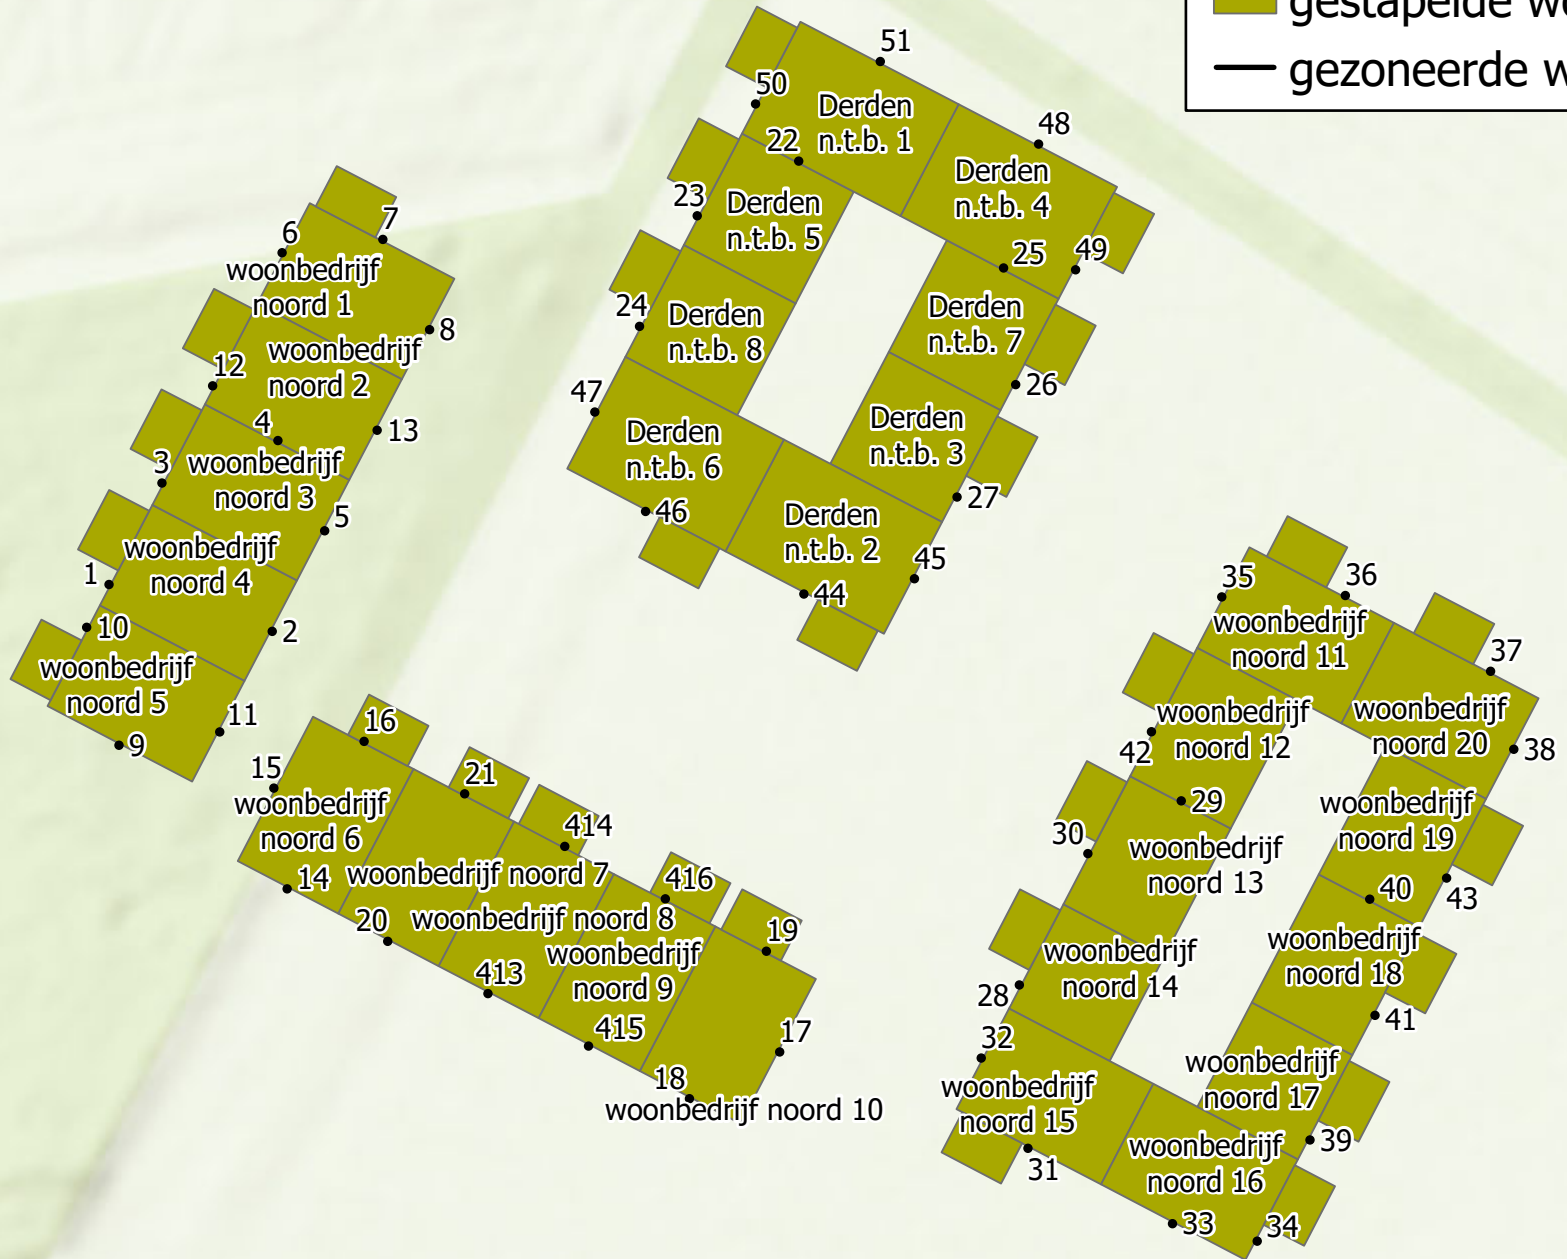 gestapelde w
gezoneerde w
51
50
Derden
n.t.b. 1
22
48
Derden
n.t.b. 4
23
Derden
n.t.b. 5
25
49
6
7
woonbedrijf
noord 1
8
24
Derden
n.t.b. 8
Derden
n.t.b. 7
12
woonbedrijf
noord 2
26
47
4
13
Derden
n.t.b. 6
Derden
n.t.b. 3
3
woonbedrijf
noord 3
27
46
5
Derden
n.t.b. 2
45
44
1
woonbedrijf
noord 4
10
2
woonbedrijf
noord 5
11
9
35
36
woonbedrijf
noord 11
37
woonbedrijf
noord 20
38
42
woonbedrijf
noord 12
16
15
21
woonbedrijf
noord 6
414
14
woonbedrijf noord 7
416
20
woonbedrijf noord 8
19
413
woonbedrijf
noord 9
415
17
18
woonbedrijf noord 10
29
30
woonbedrijf
noord 13
woonbedrijf
noord 19
40
43
woonbedrijf
noord 14
woonbedrijf
noord 18
28
41
32
woonbedrijf
noord 15
woonbedrijf
noord 17
39
31
woonbedrijf
noord 16
33
34